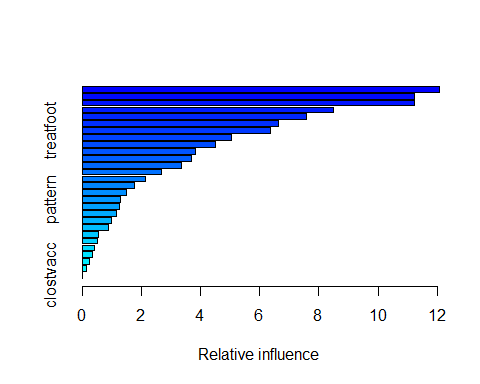 treatfoot
pattern
clostvacc
0 2 4 6 8 10 12
Relative influence